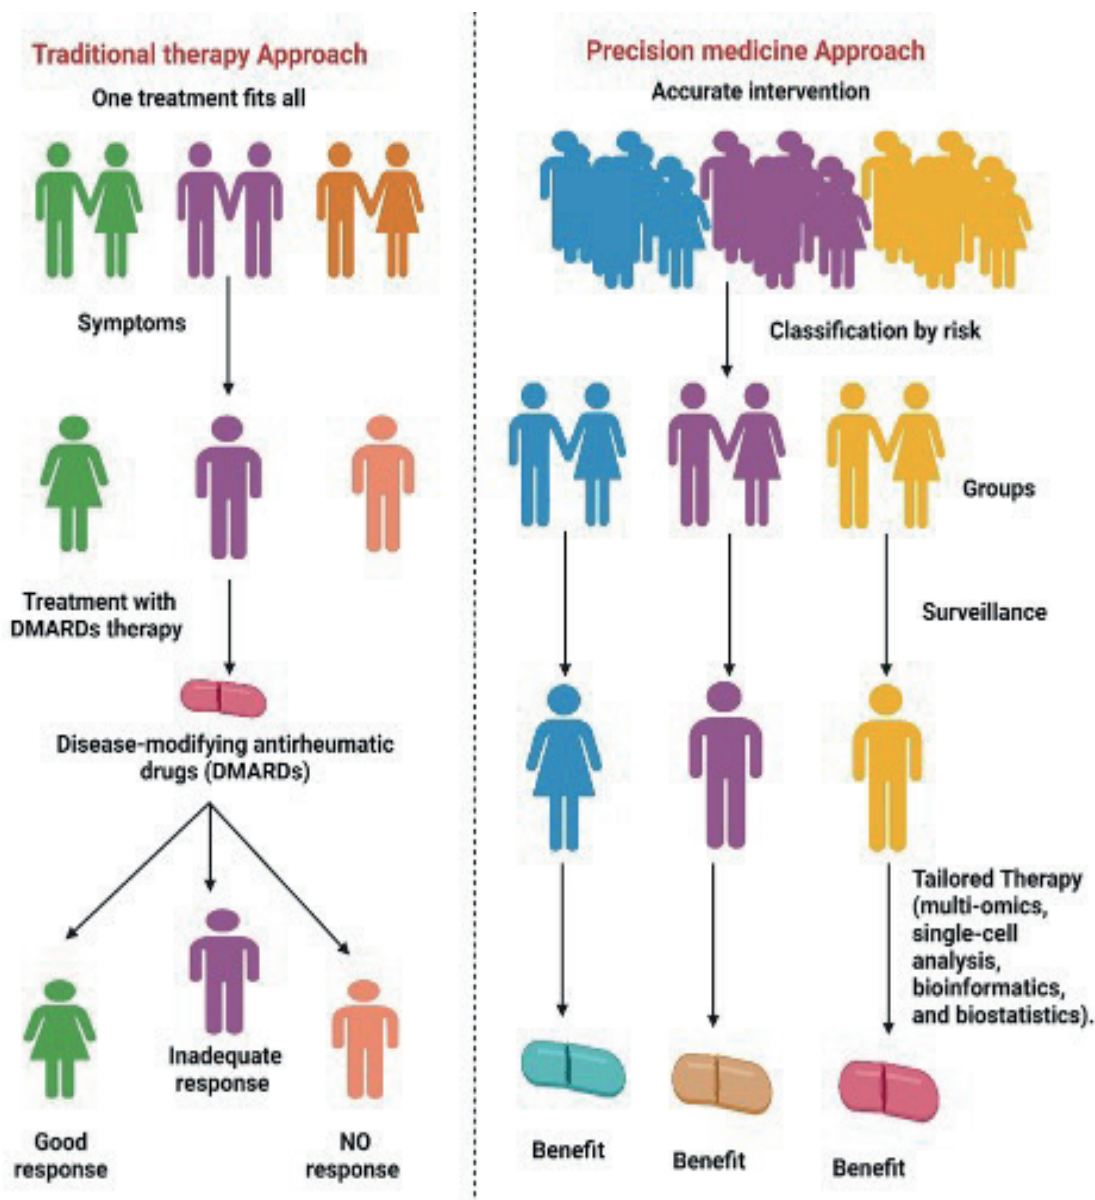 Traditional therapy Approach
One treatment fits all
Symptoms
Treatment with
DMARDs therapy
Disease-modifying antirheumatic
drugs (DMARDs)
Inadequate
response
Good
response
NO
response
Precision medicine Approach
Accurate intervention
Classification by risk
Groups
Surveillance
Tailored Therapy
(multi-omics,
single-cell
analysis,
bioinformatics,
and biostatistics).
Benefit
Benefit
Benefit